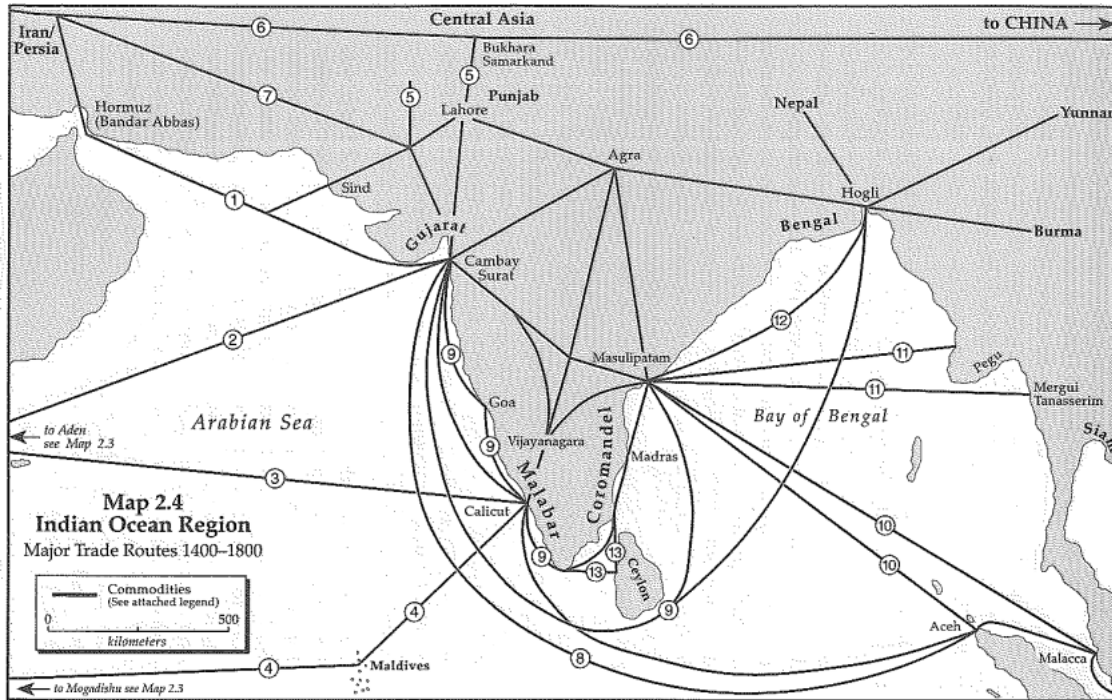 Iran/
Persia
6
Central Asia
to CHINA
Bukhara
Samarkand
6
5
5
7
Punjab
Lahore
Nepal
Yunnan
Hormuz
(Bandar Abbas)
Agra
Sind
1
Hogli
Gujarat
Bengal
Burma
Cambay
Surat
2
12
9
Masulipatam
11
Pegu
11
Mergui
Tanasserim
Goa
Arabian Sea
Bay of Bengal
to Aden
see Map 2.3
9
Vijayanagara
Coromandel
Madras
Siam
3
Malabar
Calicut
10
Map 2.4
Indian Ocean Region
Major Trade Routes 1400–1800
9
13
13
Ceylon
10
Commodities
(See attached legend)
0
500
kilometers
4
9
Aceh
8
Malacca
4
Maldives
to Mogadishu see Map 2.3